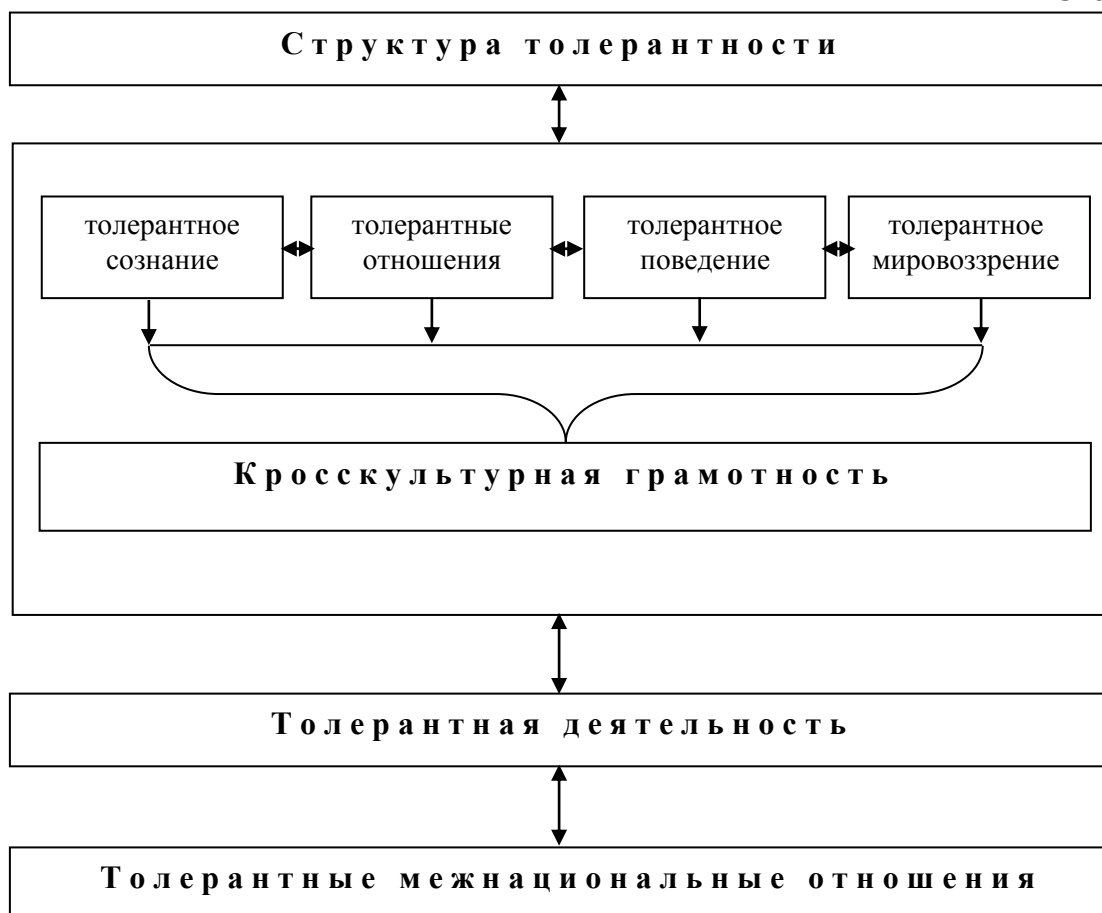 Структура толерантности
толерантное
сознание
толерантные
отношения
толерантное
поведение
толерантное
мировоззрение
Кросскультурная грамотность
Толерантная деятельность
Толерантные межнациональные отношения